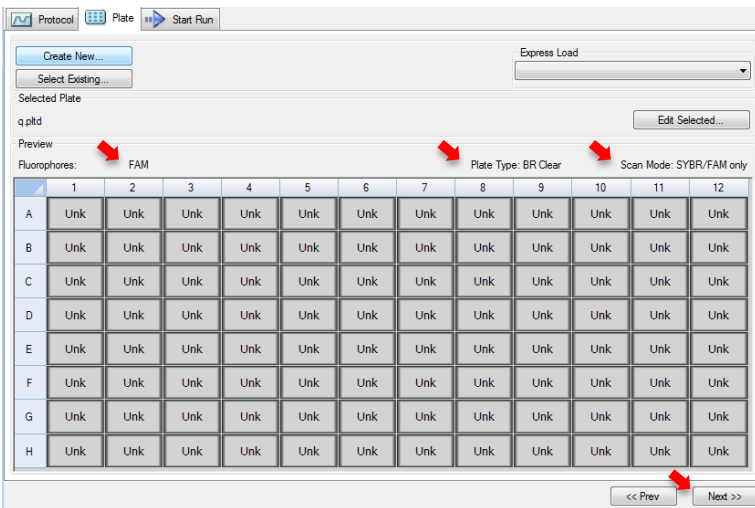 Protocol Plate Start Run
Create New... Express Load
Select Existing...
Selected Plate
q.pltd Edit Selected...
Preview
Fluorophores: FAM Plate Type: BR Clear Scan Mode: SYBR/FAM only
1 2 3 4 5 6 7 8 9 10 11 12
A Unk Unk Unk Unk Unk Unk Unk Unk Unk Unk Unk Unk
B Unk Unk Unk Unk Unk Unk Unk Unk Unk Unk Unk Unk
C Unk Unk Unk Unk Unk Unk Unk Unk Unk Unk Unk Unk
D Unk Unk Unk Unk Unk Unk Unk Unk Unk Unk Unk Unk
E Unk Unk Unk Unk Unk Unk Unk Unk Unk Unk Unk Unk
F Unk Unk Unk Unk Unk Unk Unk Unk Unk Unk Unk Unk
G Unk Unk Unk Unk Unk Unk Unk Unk Unk Unk Unk Unk
H Unk Unk Unk Unk Unk Unk Unk Unk Unk Unk Unk Unk
<< Prev Next >>